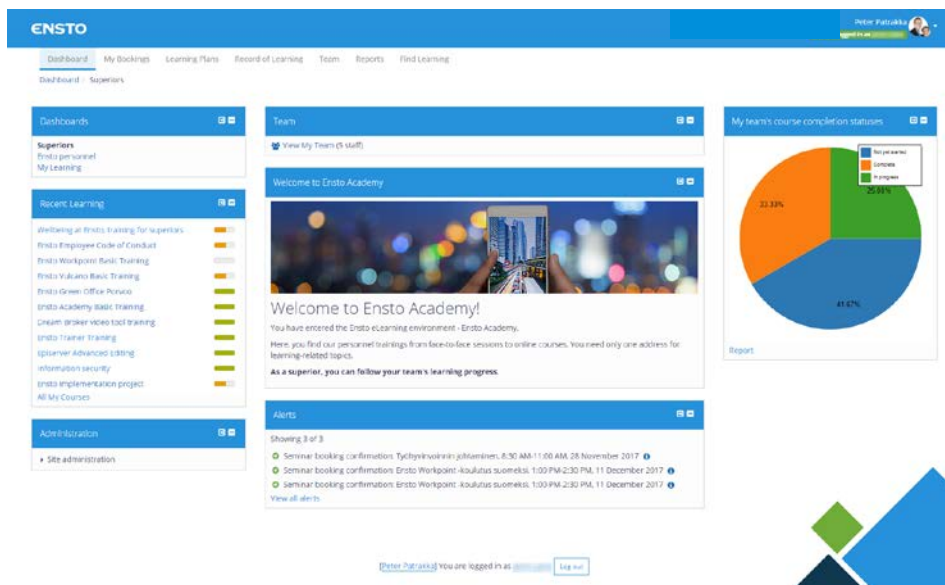 ENSTO
Peter Patrakka
logged in as
Dashboard My Bookings Learning Plans Record of Learning Team Reports Find Learning
Dashboard / Superiors
Dashboards
Superiors
Ensto personnel
My Learning
Recent Learning
Wellbeing at Ensto: training for superiors
Ensto Employee Code of Conduct
Ensto Workpoint Basic Training
Ensto Vulcano Basic Training
Ensto Green Office Porvoo
Ensto Academy Basic Training
Dream Broker video tool training
Ensto Trainer Training
Episerver Advanced Editing
Information security
Ensto implementation project
All My Courses
Administration
Site administration
Team
View My Team (5 staff)
Welcome to Ensto Academy
Welcome to Ensto Academy!
You have entered the Ensto eLearning environment - Ensto Academy.
Here, you find our personnel trainings from face-to-face sessions to online courses. You need only one address for
learning-related topics.
As a superior, you can follow your team's learning progress.
Alerts
Showing 3 of 3
Seminar booking confirmation: Työhyvinvoinnin johtaminen, 8:30 AM-11:00 AM, 28 November 2017
Seminar booking confirmation: Ensto Workpoint -koulutus suomeksi, 1:00 PM-2:30 PM, 11 December 2017
Seminar booking confirmation: Ensto Workpoint -koulutus suomeksi, 1:00 PM-2:30 PM, 11 December 2017
View all alerts
My team's course completion statuses
Not yet started
Complete
In progress
25.00%
33.33%
41.67%
Report
[Peter Patrakka] You are logged in as
Log out